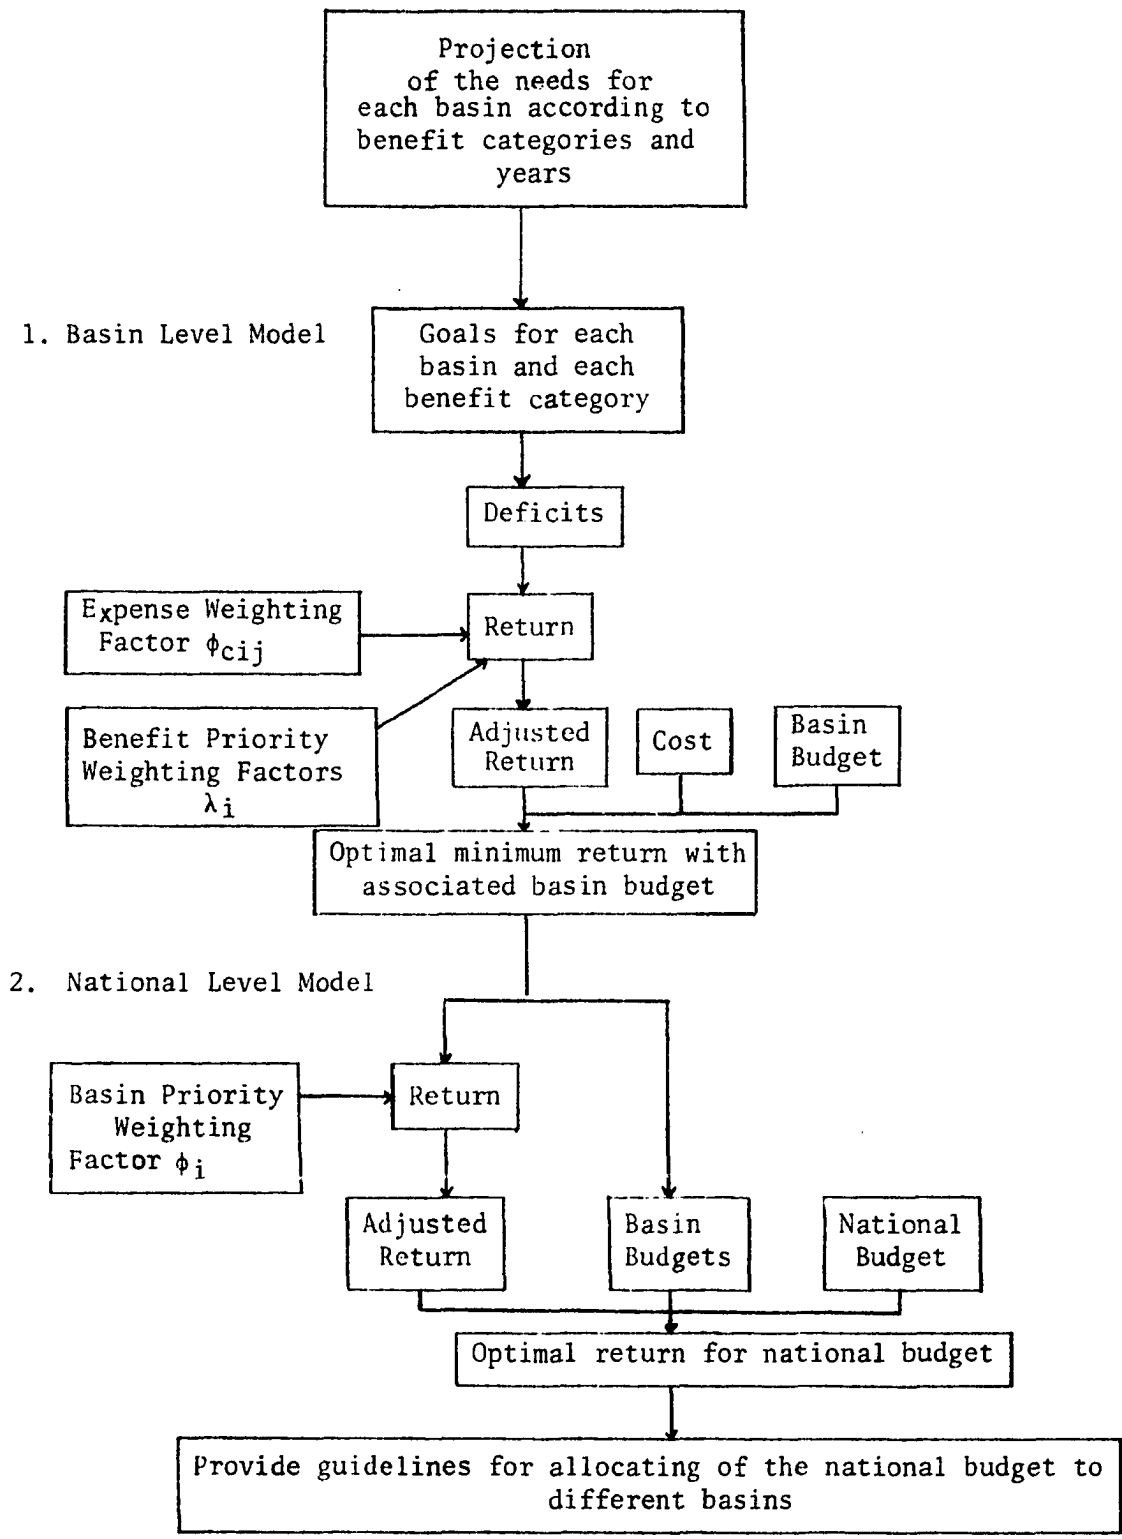 Projection
of the needs for
each basin according to
benefit categories and
years
1. Basin Level Model
Goals for each
basin and each
benefit category
Deficits
Expense Weighting
Factor ϕcij
Return
Benefit Priority
Weighting Factors
λi
Adjusted
Return
Cost
Basin
Budget
Optimal minimum return with
associated basin budget
2. National Level Model
Basin Priority
Weighting
Factor ϕi
Return
Adjusted
Return
Basin
Budgets
National
Budget
Optimal return for national budget
Provide guidelines for allocating of the national budget to
different basins